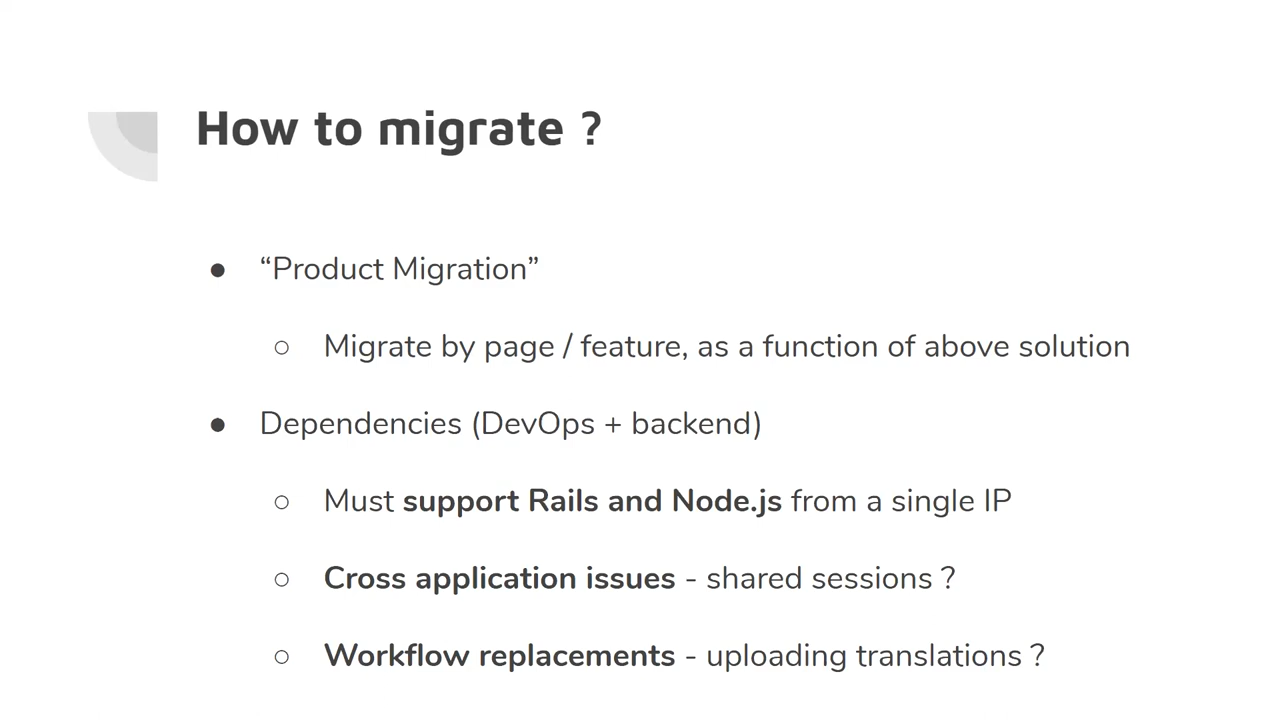 How to migrate ?
● “Product Migration”
○ Migrate by page / feature, as a function of above solution
● Dependencies (DevOps + backend)
○ Must support Rails and Node.js from a single IP
○ Cross application issues - shared sessions ?
○ Workflow replacements - uploading translations ?